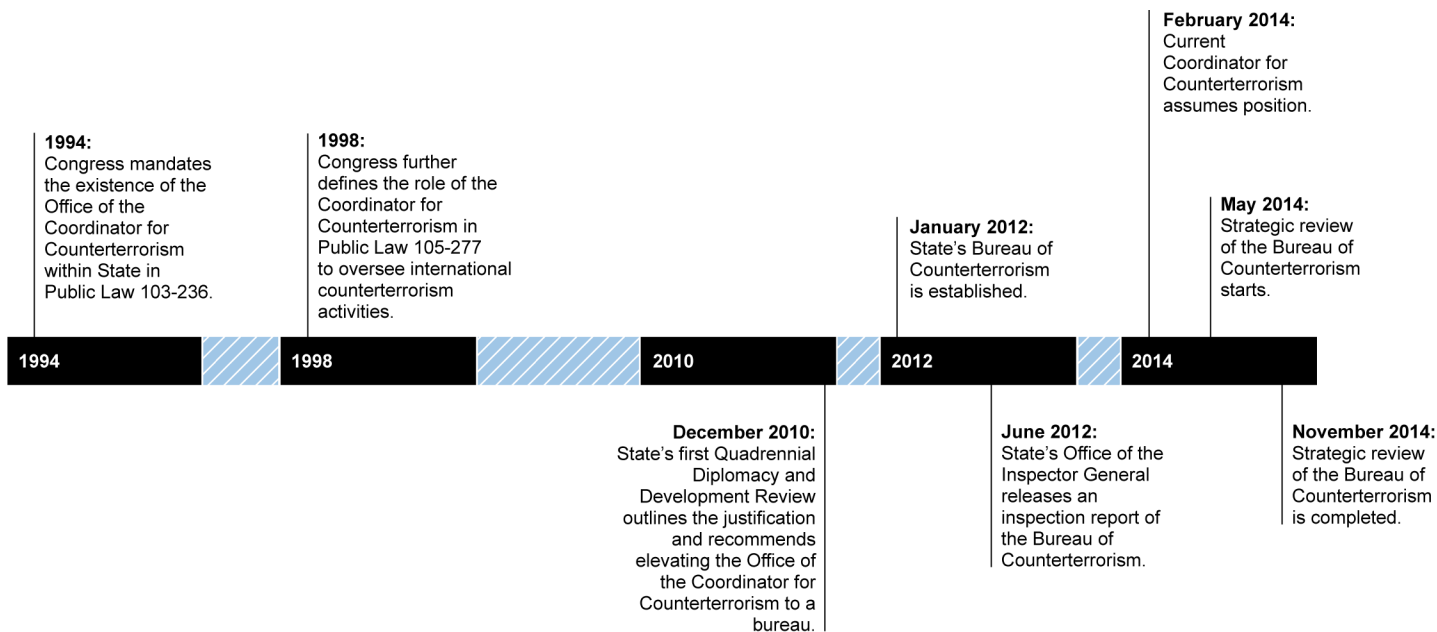 1994:
Congress mandates
the existence of the
Office of the
Coordinator for
Counterterrorism
within State in
Public Law 103-236.
1998:
Congress further
defines the role of the
Coordinator for
Counterterrorism in
Public Law 105-277
to oversee international
counterterrorism
activities.
January 2012:
State’s Bureau of
Counterterrorism
is established.
February 2014:
Current
Coordinator for
Counterterrorism
assumes position.
May 2014:
Strategic review
of the Bureau of
Counterterrorism
starts.
1994
1998
2010
2012
2014
December 2010:
State’s first Quadrennial
Diplomacy and
Development Review
outlines the justification
and recommends
elevating the Office of
the Coordinator for
Counterterrorism to a
bureau.
June 2012:
State’s Office of the
Inspector General
releases an
inspection report of
the Bureau of
Counterterrorism.
November 2014:
Strategic review
of the Bureau of
Counterterrorism
is completed.